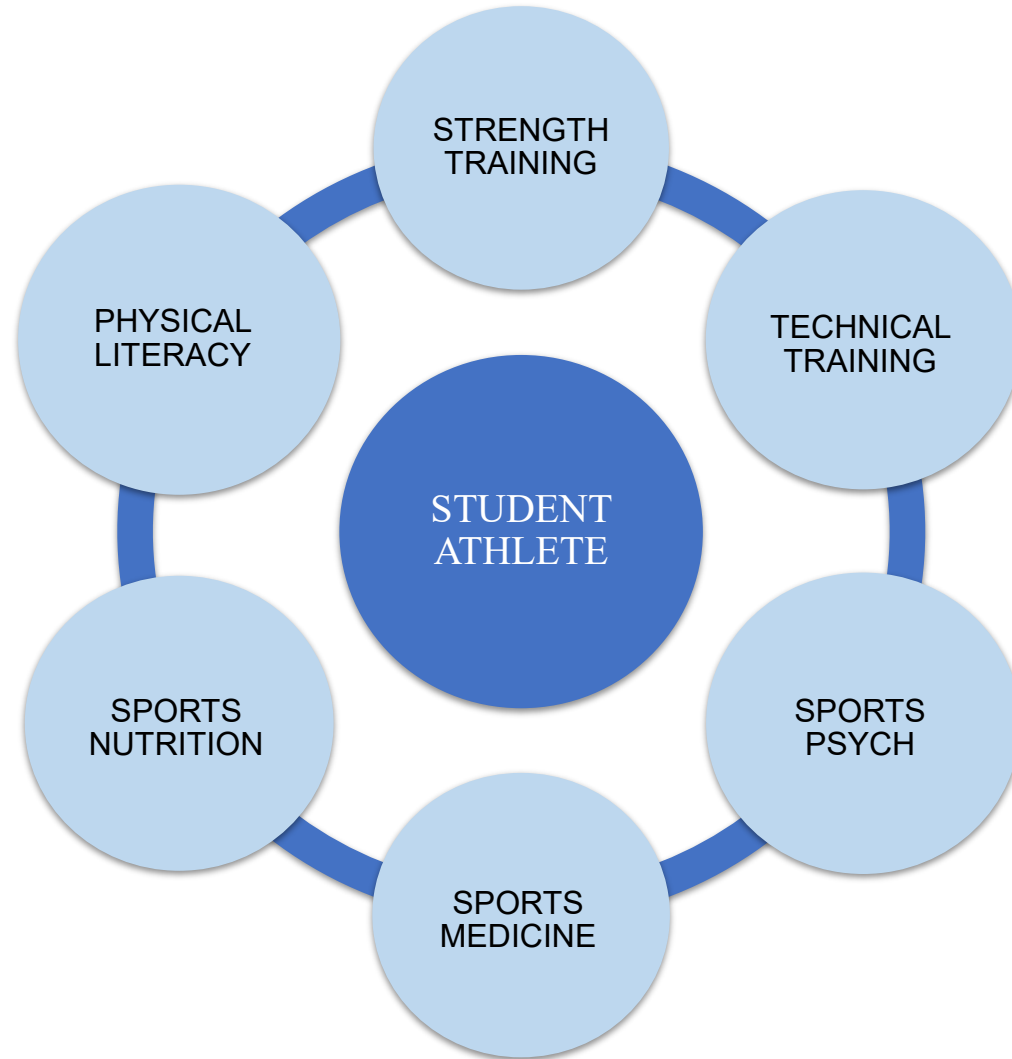 STRENGTH
TRAINING
PHYSICAL
LITERACY
TECHNICAL
TRAINING
STUDENT
ATHLETE
SPORTS
NUTRITION
SPORTS
PSYCH
SPORTS
MEDICINE